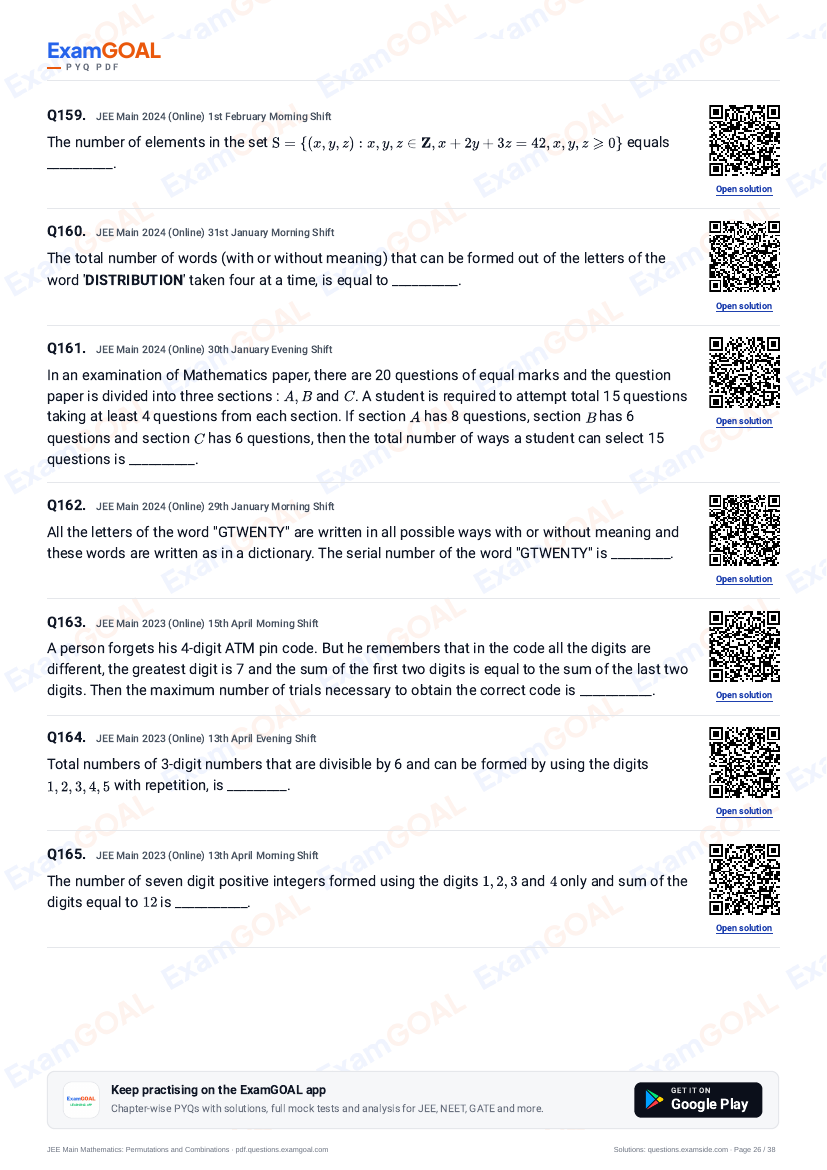 ExamGOAL
PYQ PDF
Q159. JEE Main 2024 (Online) 1st February Morning Shift
The number of elements in the set S = {(x, y, z) : x, y, z ∈ Z, x + 2y + 3z = 42, x, y, z ⩾ 0} equals
__________.
Open solution
Q160. JEE Main 2024 (Online) 31st January Morning Shift
The total number of words (with or without meaning) that can be formed out of the letters of the
word 'DISTRIBUTION' taken four at a time, is equal to __________.
Open solution
Q161. JEE Main 2024 (Online) 30th January Evening Shift
In an examination of Mathematics paper, there are 20 questions of equal marks and the question
paper is divided into three sections : A, B and C. A student is required to attempt total 15 questions
taking at least 4 questions from each section. If section A has 8 questions, section B has 6
questions and section C has 6 questions, then the total number of ways a student can select 15
questions is __________.
Open solution
Q162. JEE Main 2024 (Online) 29th January Morning Shift
All the letters of the word "GTWENTY" are written in all possible ways with or without meaning and
these words are written as in a dictionary. The serial number of the word "GTWENTY" is _________.
Open solution
Q163. JEE Main 2023 (Online) 15th April Morning Shift
A person forgets his 4-digit ATM pin code. But he remembers that in the code all the digits are
different, the greatest digit is 7 and the sum of the first two digits is equal to the sum of the last two
digits. Then the maximum number of trials necessary to obtain the correct code is ___________.
Open solution
Q164. JEE Main 2023 (Online) 13th April Evening Shift
Total numbers of 3-digit numbers that are divisible by 6 and can be formed by using the digits
1, 2, 3, 4, 5 with repetition, is _________.
Open solution
Q165. JEE Main 2023 (Online) 13th April Morning Shift
The number of seven digit positive integers formed using the digits 1, 2, 3 and 4 only and sum of the
digits equal to 12 is ___________.
Open solution
Keep practising on the ExamGOAL app
Chapter-wise PYQs with solutions, full mock tests and analysis for JEE, NEET, GATE and more.
GET IT ON
Google Play
JEE Main Mathematics: Permutations and Combinations · pdf.questions.examgoal.com
Solutions: questions.examside.com · Page 26 / 38